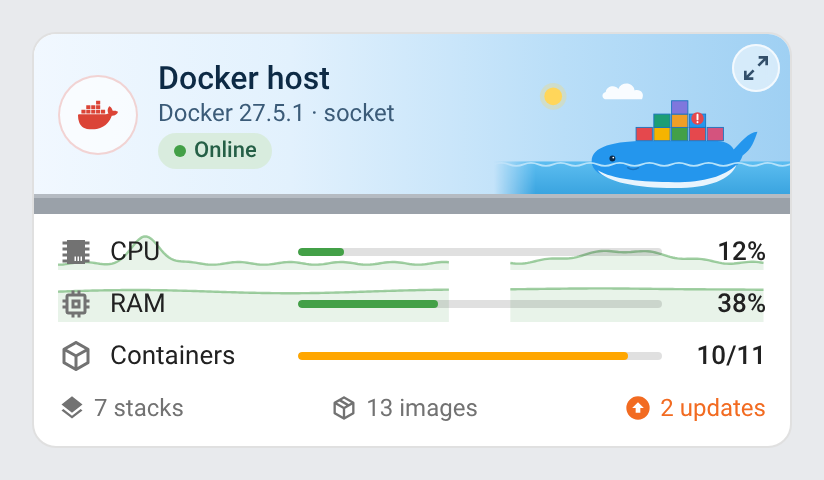 Docker host
Docker 27.5.1 · socket
Online
!
CPU 12%
RAM 38%
Containers 10/11
7 stacks 13 images 2 updates